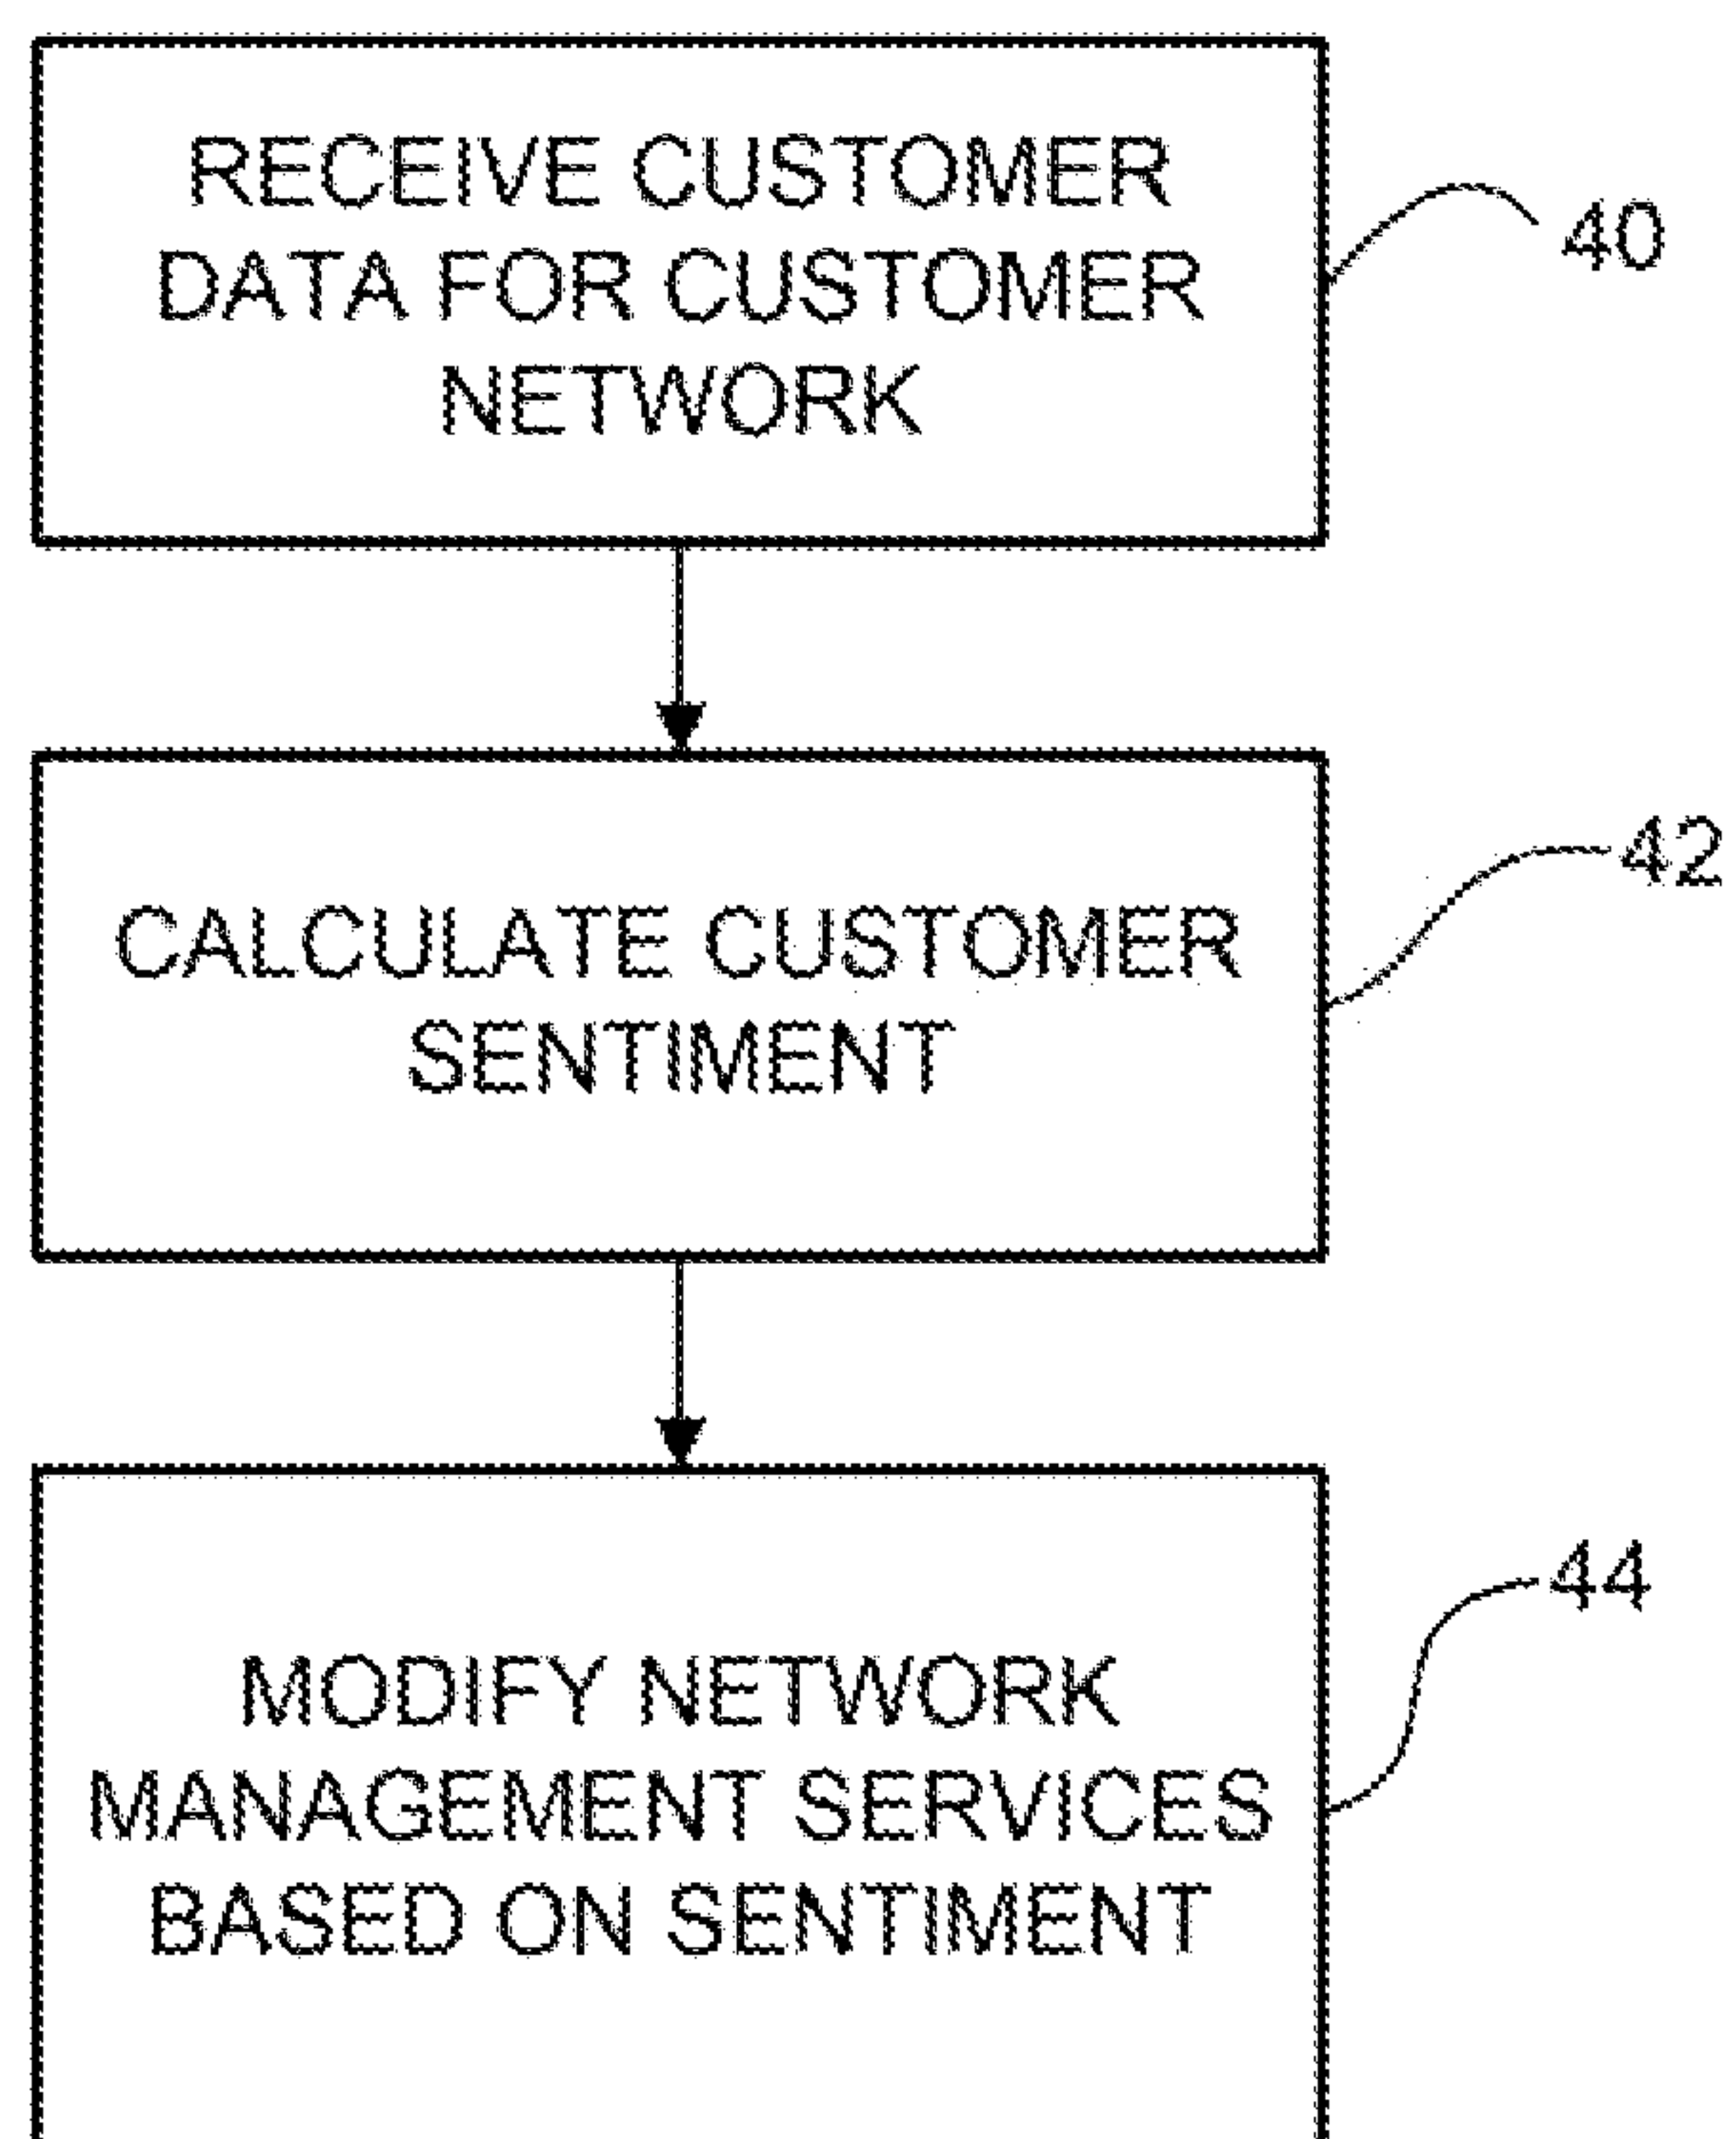 RECEIVE CUSTOMER
DATA FOR CUSTOMER
NETWORK
40
CALCULATE CUSTOMER
SENTIMENT
42
MODIFY NETWORK
MANAGEMENT SERVICES
BASED ON SENTIMENT
44